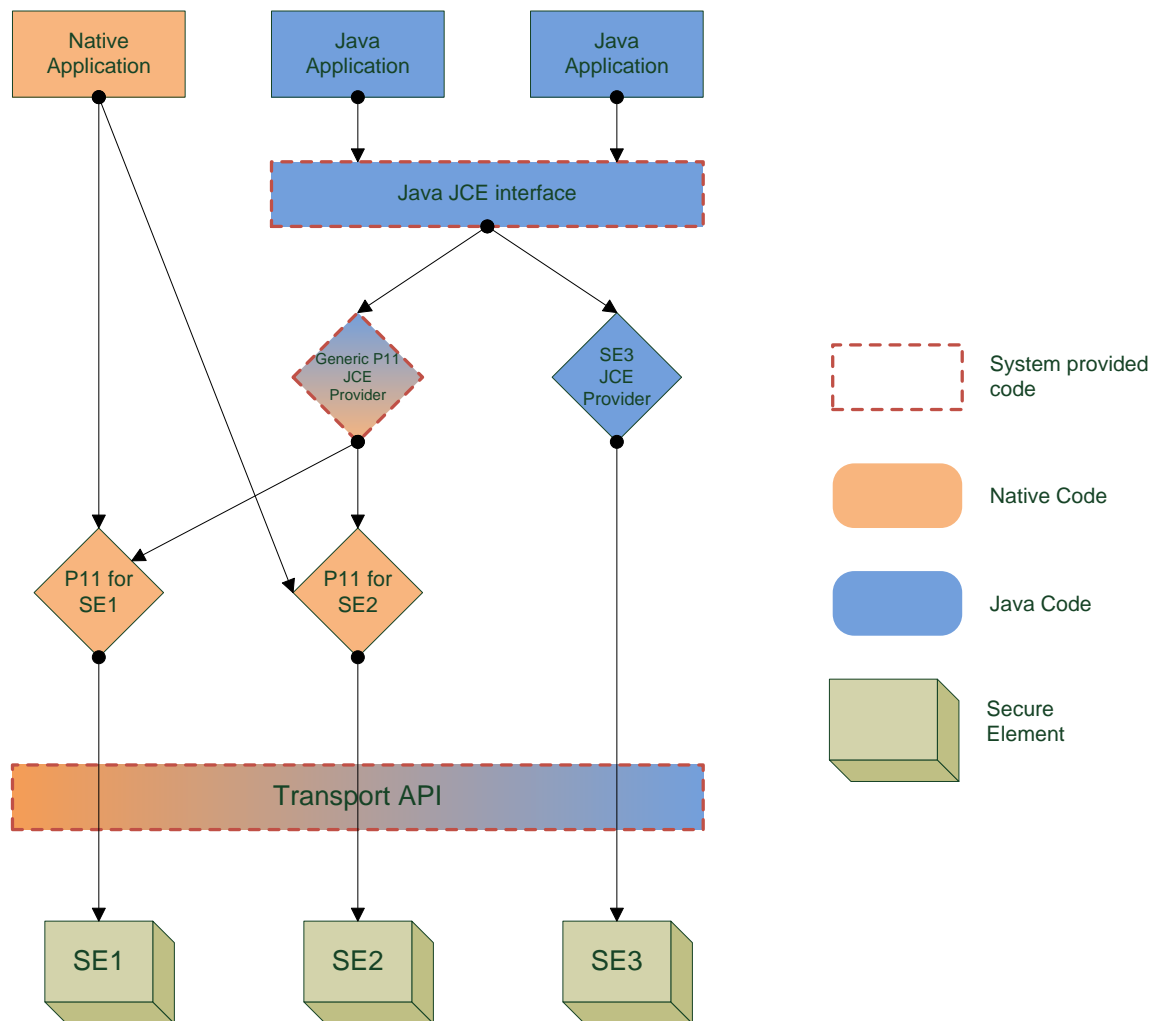 Native
Application
Java
Application
Java
Application
Java JCE interface
Generic P11
JCE
Provider
SE3
JCE
Provider
System provided
code
Native Code
P11 for
SE1
P11 for
SE2
Java Code
Secure
Element
Transport API
SE1
SE2
SE3